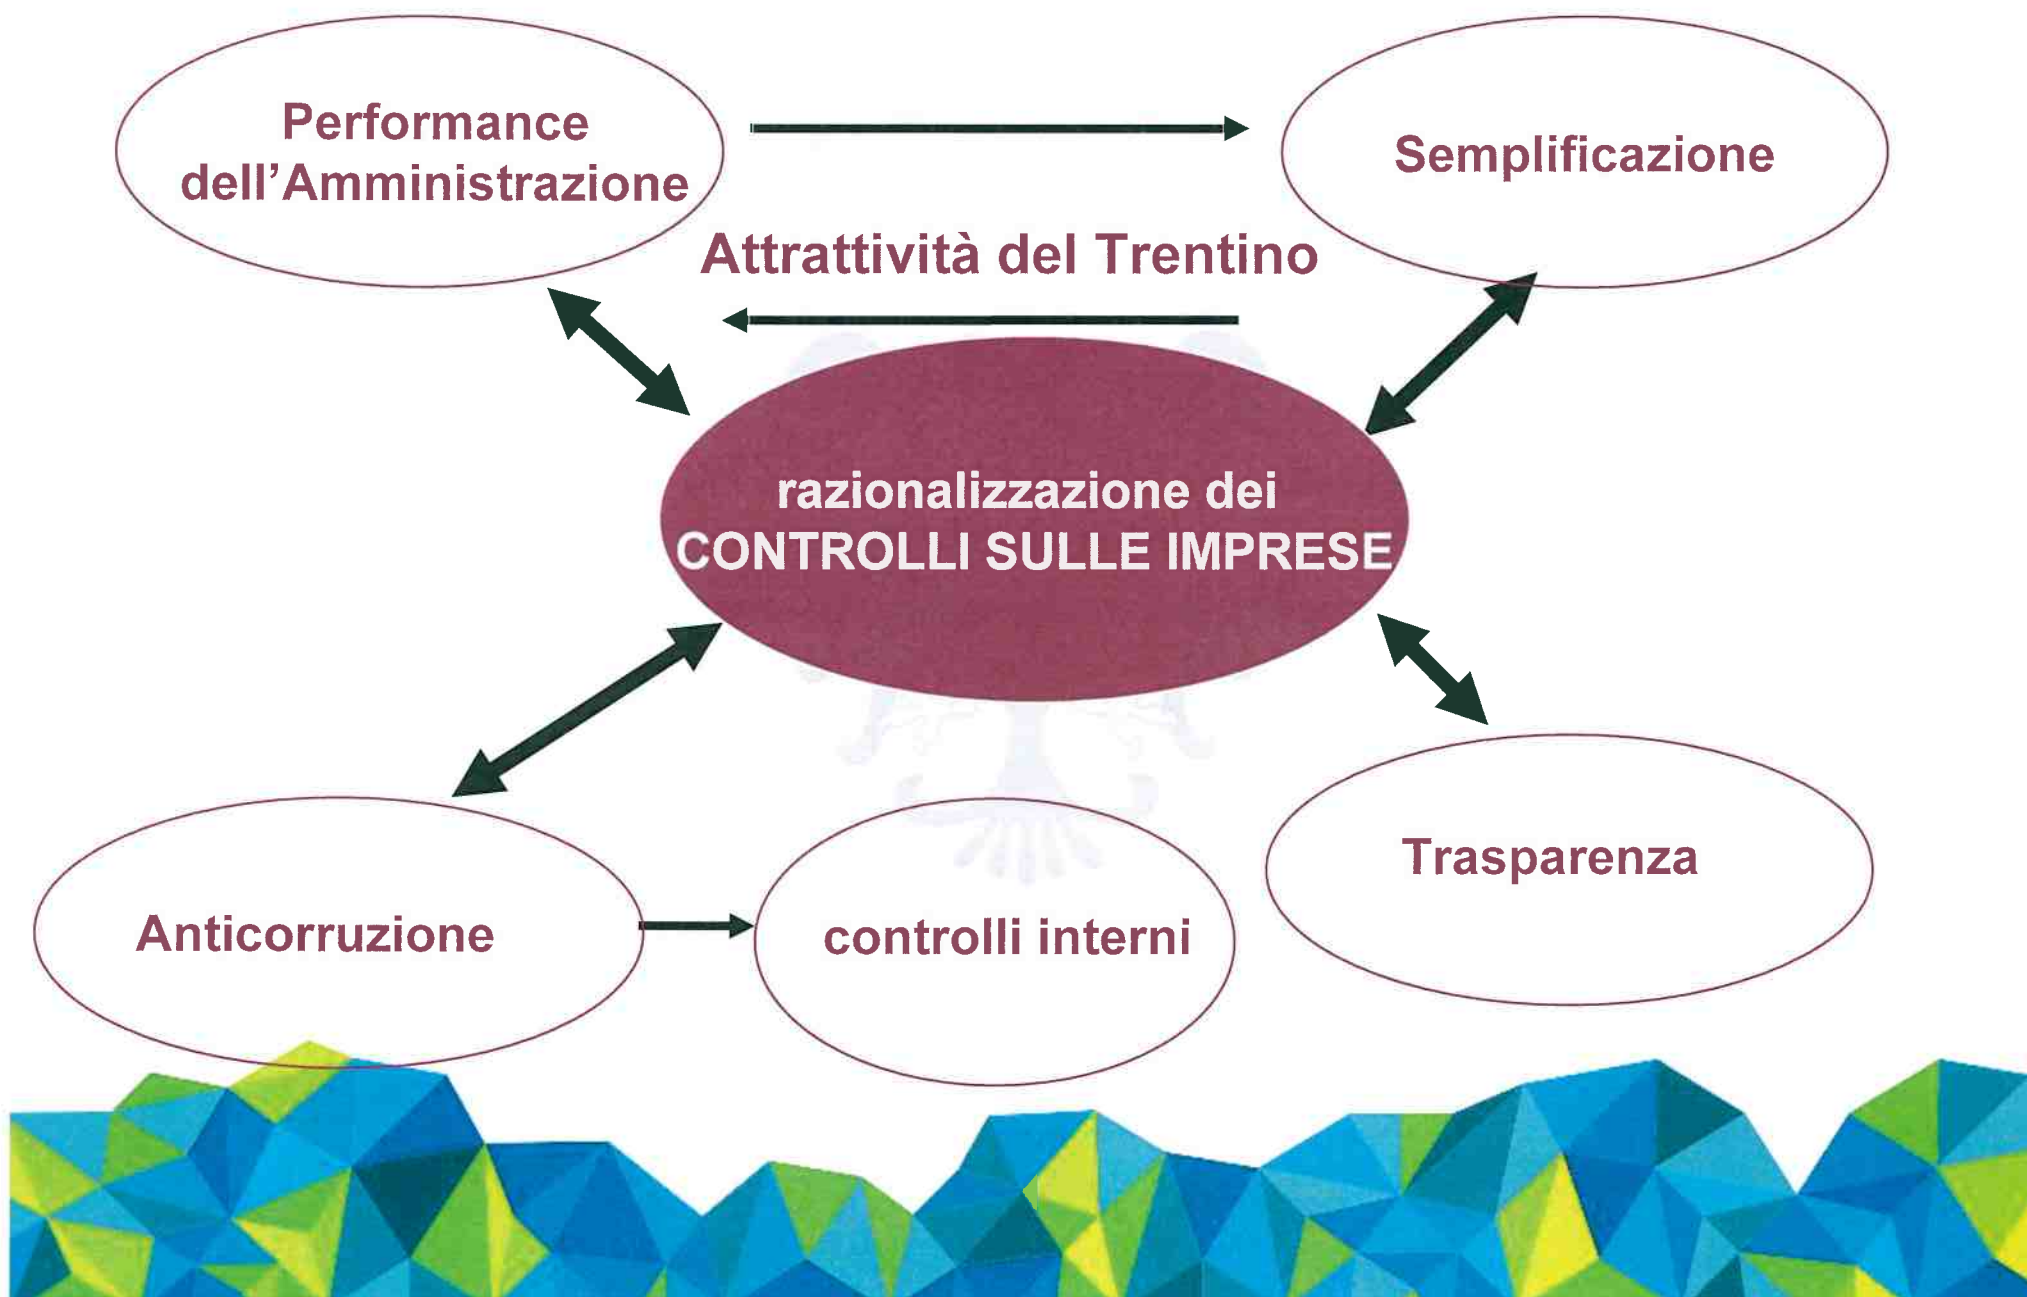 Performance
dell’Amministrazione
Semplificazione
Attrattività del Trentino
razionalizzazione dei
CONTROLLI SULLE IMPRESE
Trasparenza
Anticorruzione
controlli interni